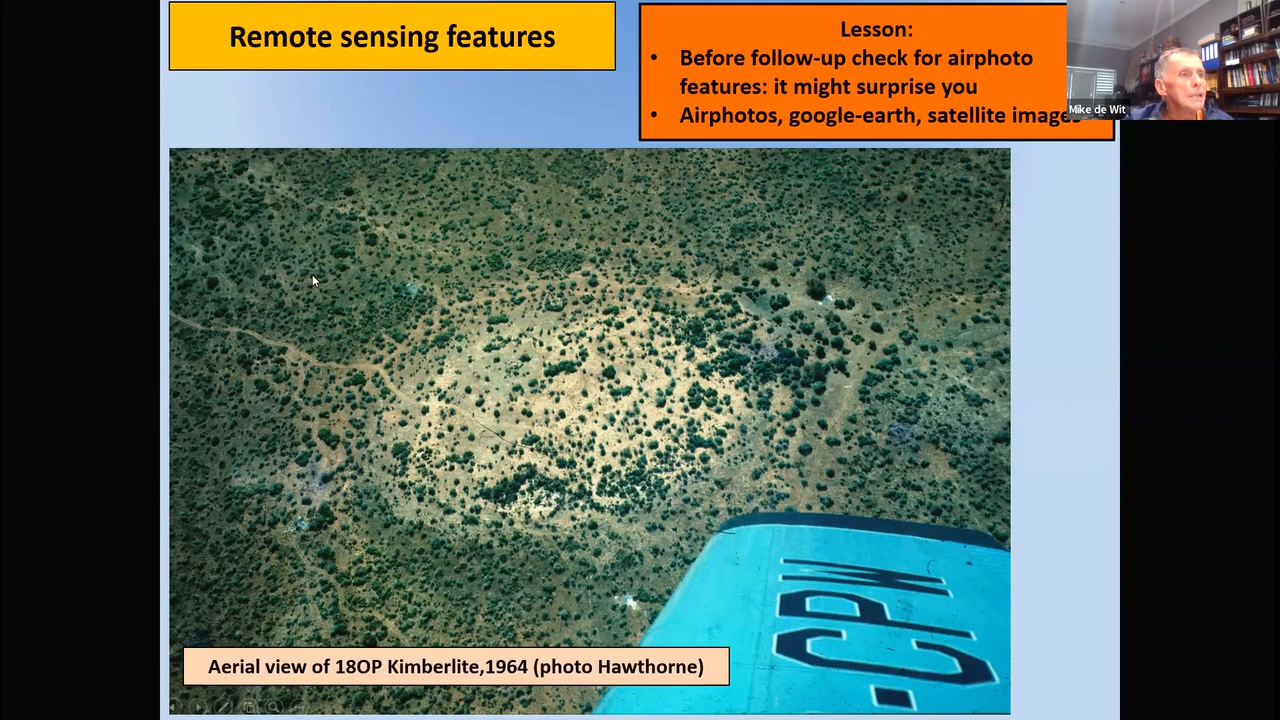 Remote sensing features
Lesson:
• Before follow-up check for airphoto
features: it might surprise you
• Airphotos, google-earth, satellite images
Mike de Wit
-CPW
Aerial view of 18OP Kimberlite,1964 (photo Hawthorne)